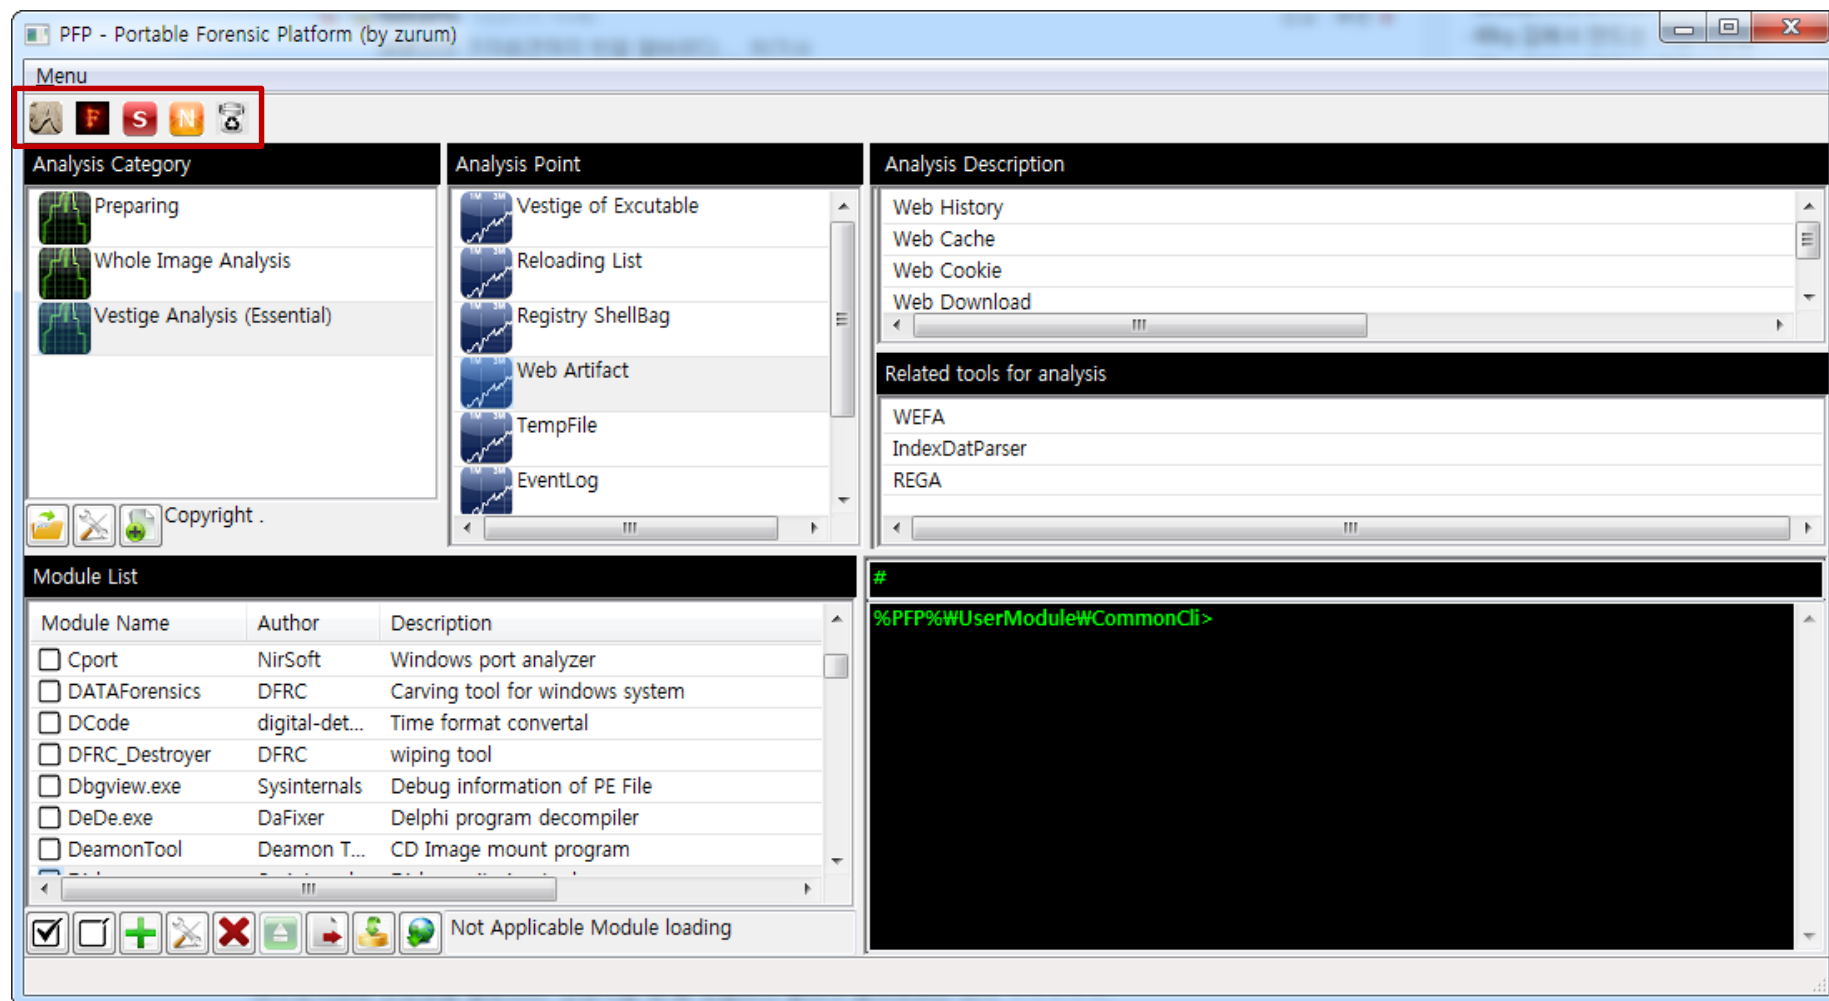 PFP - Portable Forensic Platform (by zurum)
Menu
F S N
Analysis Category
Preparing
Whole Image Analysis
Vestige Analysis (Essential)
Copyright .
Analysis Point
Vestige of Excutable
Reloading List
Registry ShellBag
Web Artifact
TempFile
EventLog
Analysis Description
Web History
Web Cache
Web Cookie
Web Download
Related tools for analysis
WEFA
IndexDatParser
REGA
Module List
Module Name Author Description
Cport NirSoft Windows port analyzer
DATAForensics DFRC Carving tool for windows system
DCode digital-det... Time format convertal
DFRC_Destroyer DFRC wiping tool
Dbgview.exe Sysinternals Debug information of PE File
DeDe.exe DaFixer Delphi program decompiler
DeamonTool Deamon T... CD Image mount program
Not Applicable Module loading
#
%PFP%₩UserModule₩CommonCli>